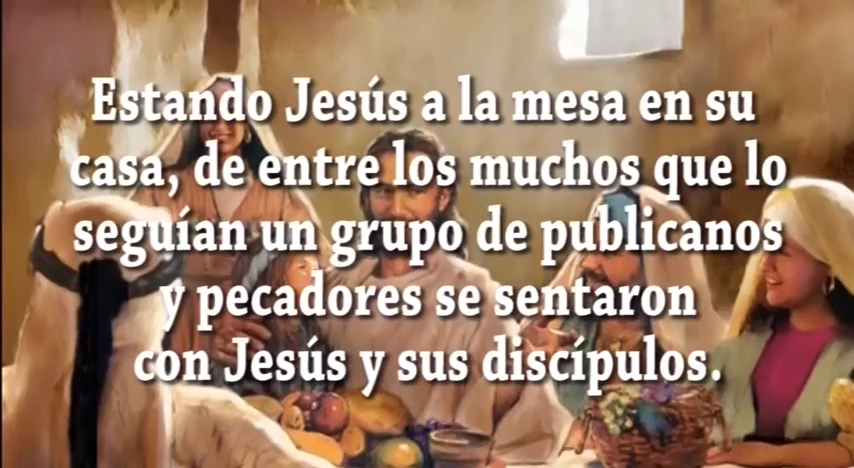 Estando Jesús a la mesa en su
casa, de entre los muchos que lo
seguían un grupo de publicanos
y pecadores se sentaron
con Jesús y sus discípulos.